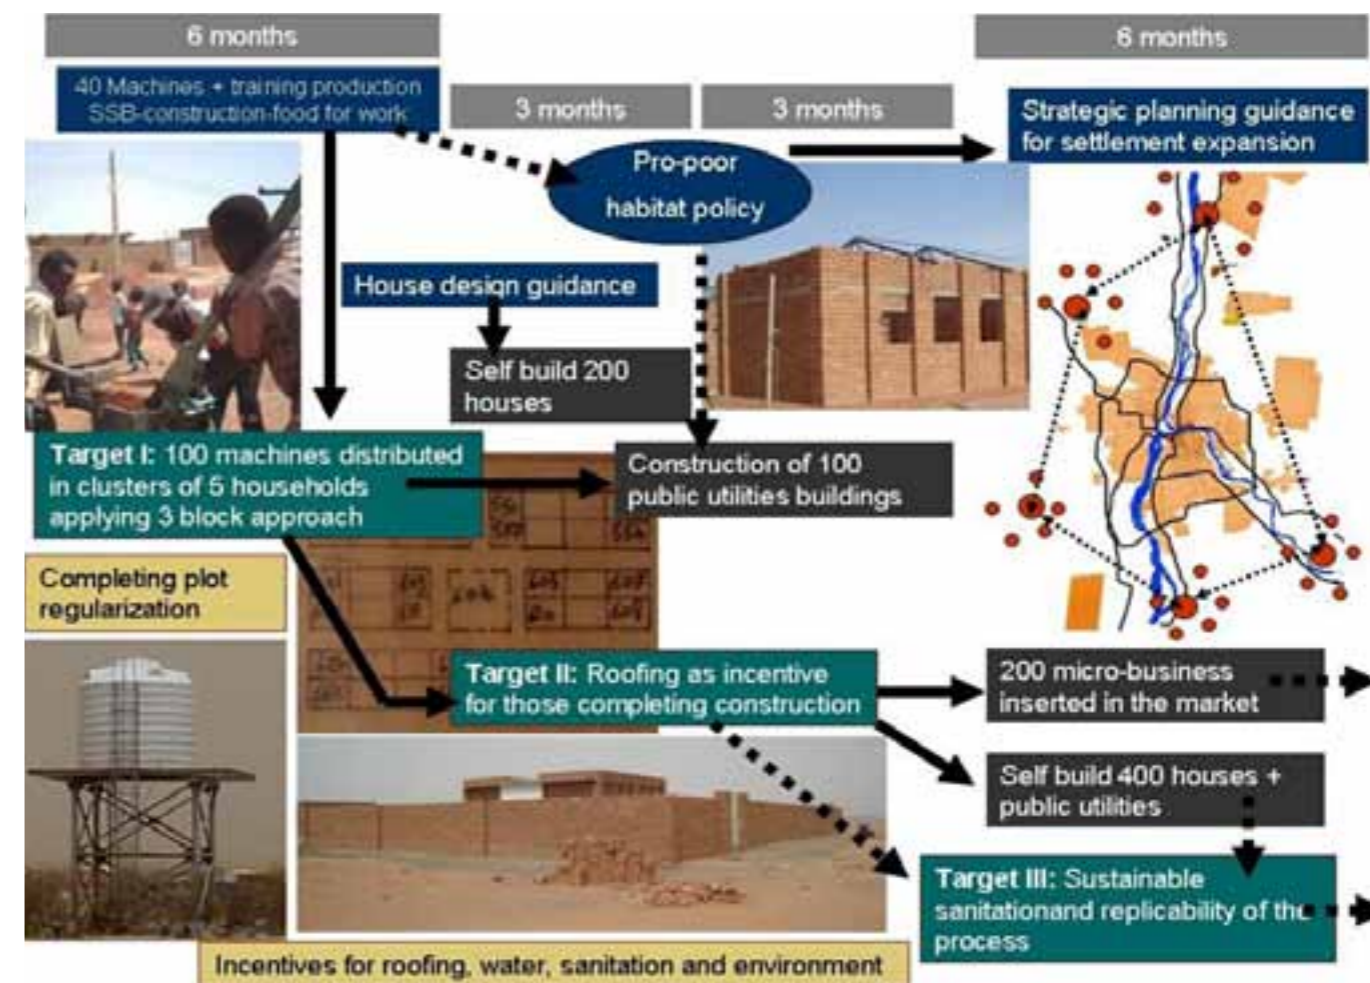 6 months
6 months
40 Machines + training production
SSB-construction-food for work
3 months
3 months
Strategic planning guidance
for settlement expansion
Pro-poor
habitat policy
House design guidance
Self build 200
houses
Target I: 100 machines distributed
in clusters of 5 households
applying 3 block approach
Construction of 100
public utilities buildings
Completing plot
regularization
Target II: Roofing as incentive
for those completing construction
200 micro-business
inserted in the market
Self build 400 houses +
public utilities
Target III: Sustainable
sanitationand replicability of the
process
Incentives for roofing, water, sanitation and environment